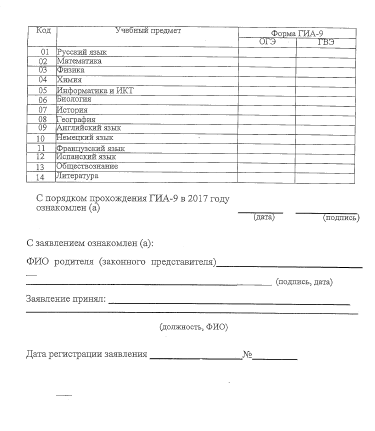 Код Учебный предмет Форма ГИА-9
ОГЭ ГВЭ
01 Русский язык
02 Математика
03 Физика
04 Химия
05 Информатика и ИКТ
06 Биология
07 История
08 География
09 Английский язык
10 Немецкий язык
11 Французский язык
12 Испанский язык
13 Обществознание
14 Литература
С порядком прохождения ГИА-9 в 2017 году
ознакомлен (а)
(дата) (подпись)
С заявлением ознакомлен (а):
ФИО родителя (законного представителя)
(подпись, дата)
Заявление принял:
(должность, ФИО)
Дата регистрации заявления №